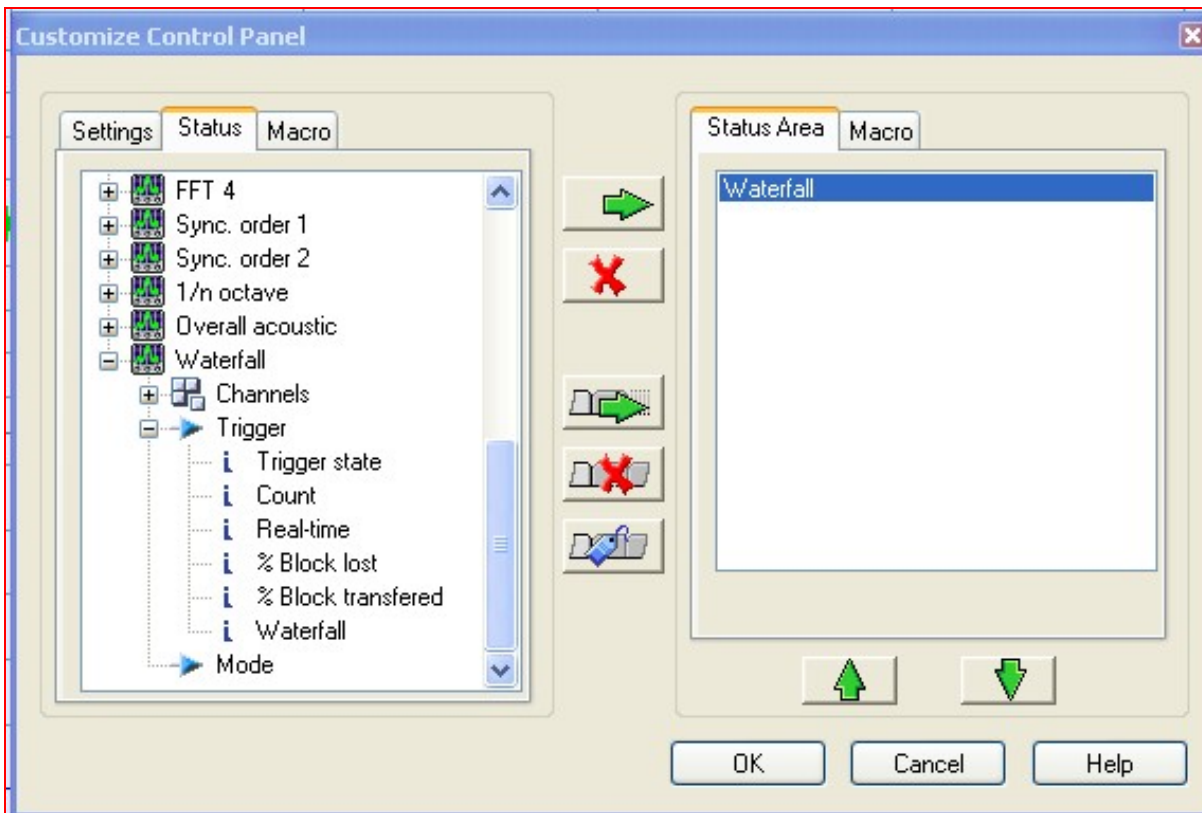 Customize Control Panel
Settings
Status
Macro
FFT 4
Sync. order 1
Sync. order 2
1/n octave
Overall acoustic
Waterfall
Channels
Trigger
Trigger state
Count
Real-time
% Block lost
% Block transfered
Waterfall
Mode
Status Area
Macro
Waterfall
OK
Cancel
Help